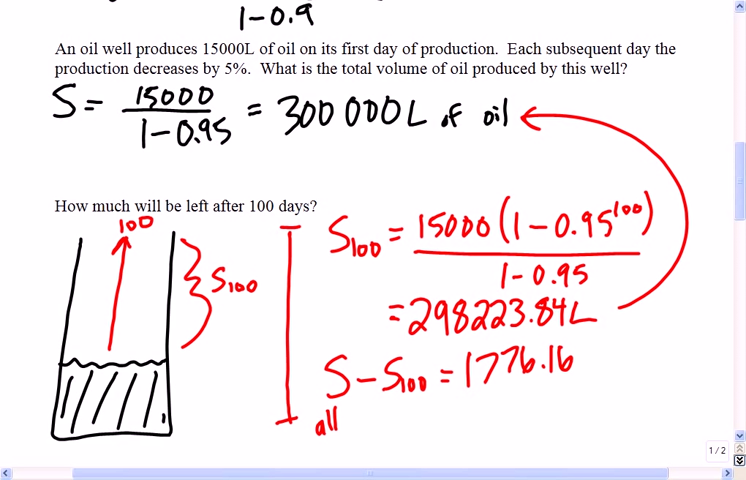 1-0.9
An oil well produces 15000L of oil on its first day of production. Each subsequent day the
production decreases by 5%. What is the total volume of oil produced by this well?
S = 15000 / 1-0.95 = 300 000 L of oil
How much will be left after 100 days?
100
S100
S100 = 15000 (1-0.95^100) / 1-0.95
= 298223.84L
S - S100 = 1776.16
all
1/2